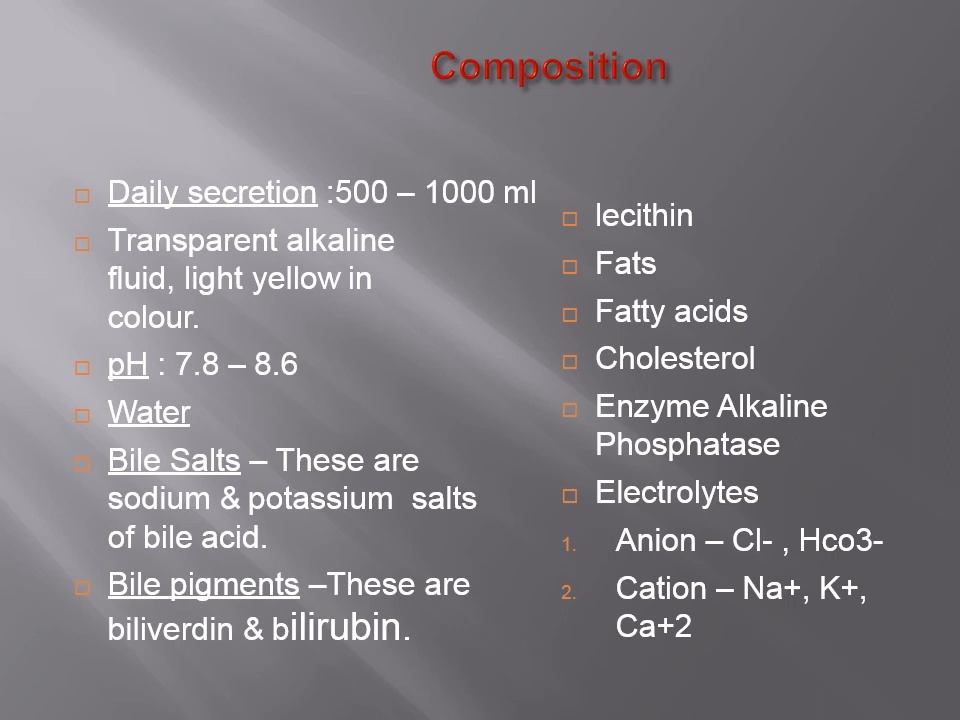 Composition
Daily secretion :500 – 1000 ml
Transparent alkaline
fluid, light yellow in
colour.
pH : 7.8 – 8.6
Water
Bile Salts – These are
sodium & potassium  salts
of bile acid.
Bile pigments –These are
biliverdin & bilirubin.
lecithin
Fats
Fatty acids
Cholesterol
Enzyme Alkaline
Phosphatase
Electrolytes
1. Anion – Cl- , Hco3-
2. Cation – Na+, K+,
Ca+2